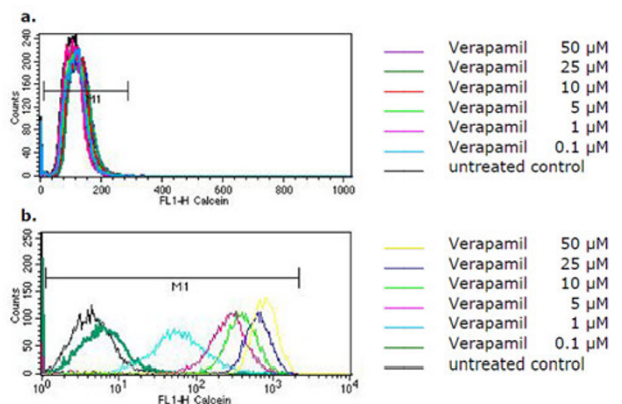 a.
240
200
160
120
80
40
0
Counts
M1
0 200 400 600 800 1000
FL1-H Calcein
Verapamil 50 µM
Verapamil 25 µM
Verapamil 10 µM
Verapamil 5 µM
Verapamil 1 µM
Verapamil 0.1 µM
untreated control
b.
250
200
150
100
50
0
Counts
M1
10⁰ 10¹ 10² 10³ 10⁴
FL1-H Calcein
Verapamil 50 µM
Verapamil 25 µM
Verapamil 10 µM
Verapamil 5 µM
Verapamil 1 µM
Verapamil 0.1 µM
untreated control